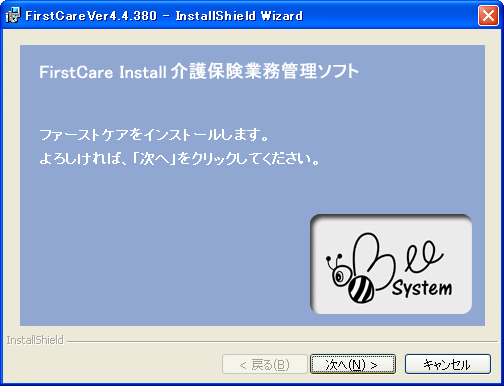 FirstCareVer4.4.380 - InstallShield Wizard
FirstCare Install 介護保険業務管理ソフト
ファーストケアをインストールします。
よろしければ、「次へ」をクリックしてください。
Bee
System
InstallShield
< 戻る(B)
次へ(N) >
キャンセル